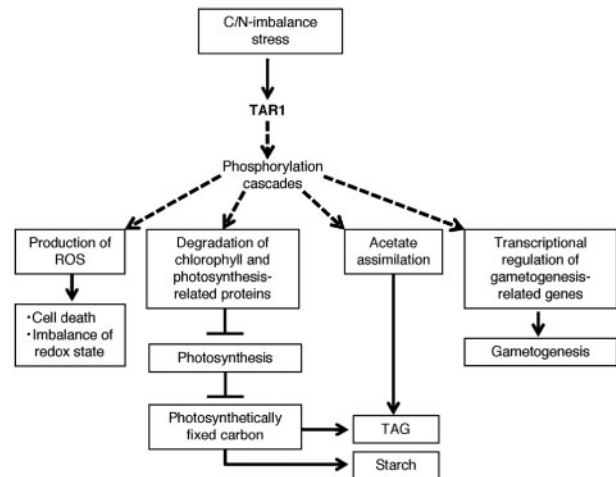 C/N-imbalance
stress
TAR1
Phosphorylation
cascades
Production of
ROS
Degradation of
chlorophyll and
photosynthesis-
related proteins
Acetate
assimilation
Transcriptional
regulation of
gametogenesis-
related genes
・Cell death
・Imbalance of
redox state
Photosynthesis
Gametogenesis
Photosynthetically
fixed carbon
TAG
Starch